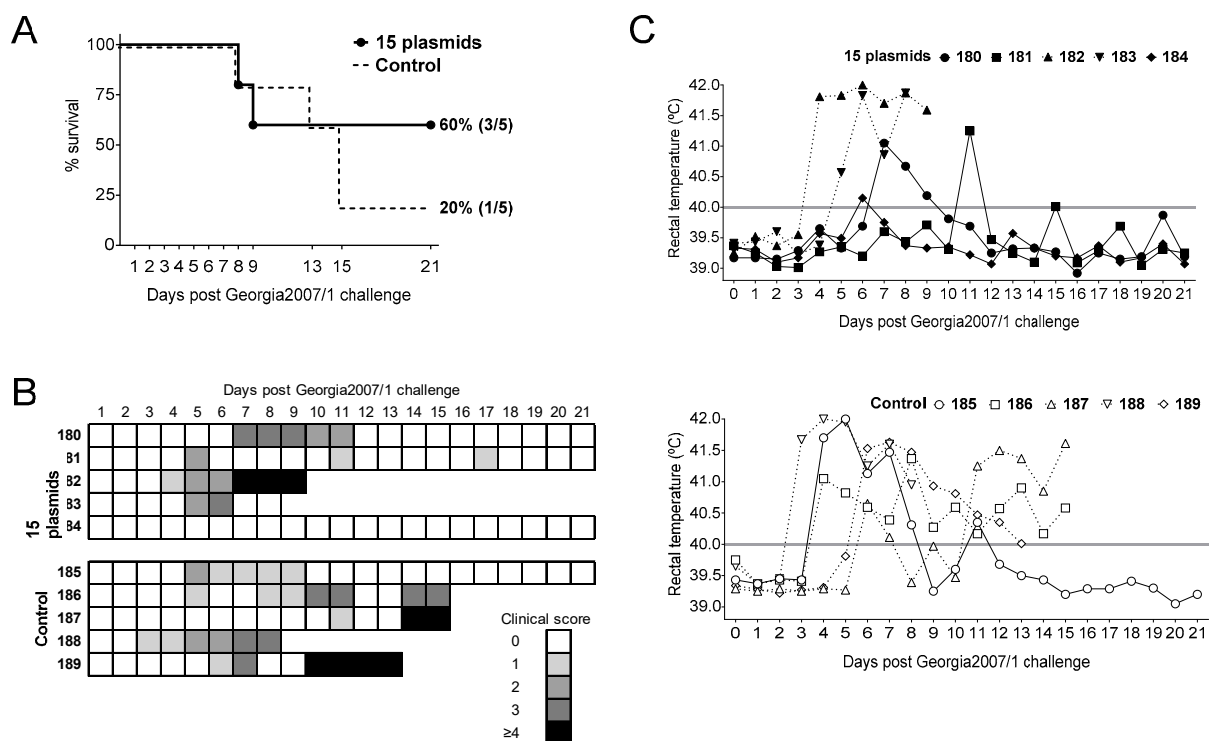 A
100
75
50
25
0
% survival
15 plasmids
Control
60% (3/5)
20% (1/5)
1 2 3 4 5 6 7 8 9 13 15 21
Days post Georgia2007/1 challenge
B
Days post Georgia2007/1 challenge
1 2 3 4 5 6 7 8 9 10 11 12 13 14 15 16 17 18 19 20 21
15 plasmids
180
81
82
83
84
Control
185
186
187
188
189
Clinical score
0
1
2
3
≥4
C
15 plasmids 180 181 182 183 184
42.0
41.5
41.0
40.5
40.0
39.5
39.0
Rectal temperature (ºC)
0 1 2 3 4 5 6 7 8 9 10 11 12 13 14 15 16 17 18 19 20 21
Days post Georgia2007/1 challenge
Control 185 186 187 188 189
42.0
41.5
41.0
40.5
40.0
39.5
39.0
Rectal temperature (ºC)
0 1 2 3 4 5 6 7 8 9 10 11 12 13 14 15 16 17 18 19 20 21
Days post Georgia2007/1 challenge